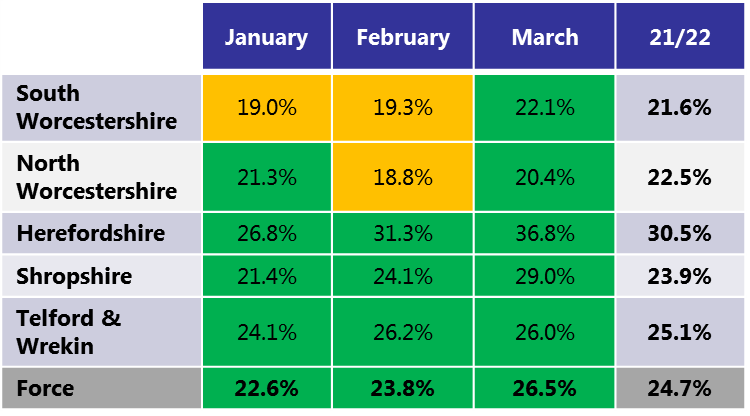 January February March 21/22
South
Worcestershire 19.0% 19.3% 22.1% 21.6%
North
Worcestershire 21.3% 18.8% 20.4% 22.5%
Herefordshire 26.8% 31.3% 36.8% 30.5%
Shropshire 21.4% 24.1% 29.0% 23.9%
Telford &
Wrekin 24.1% 26.2% 26.0% 25.1%
Force 22.6% 23.8% 26.5% 24.7%